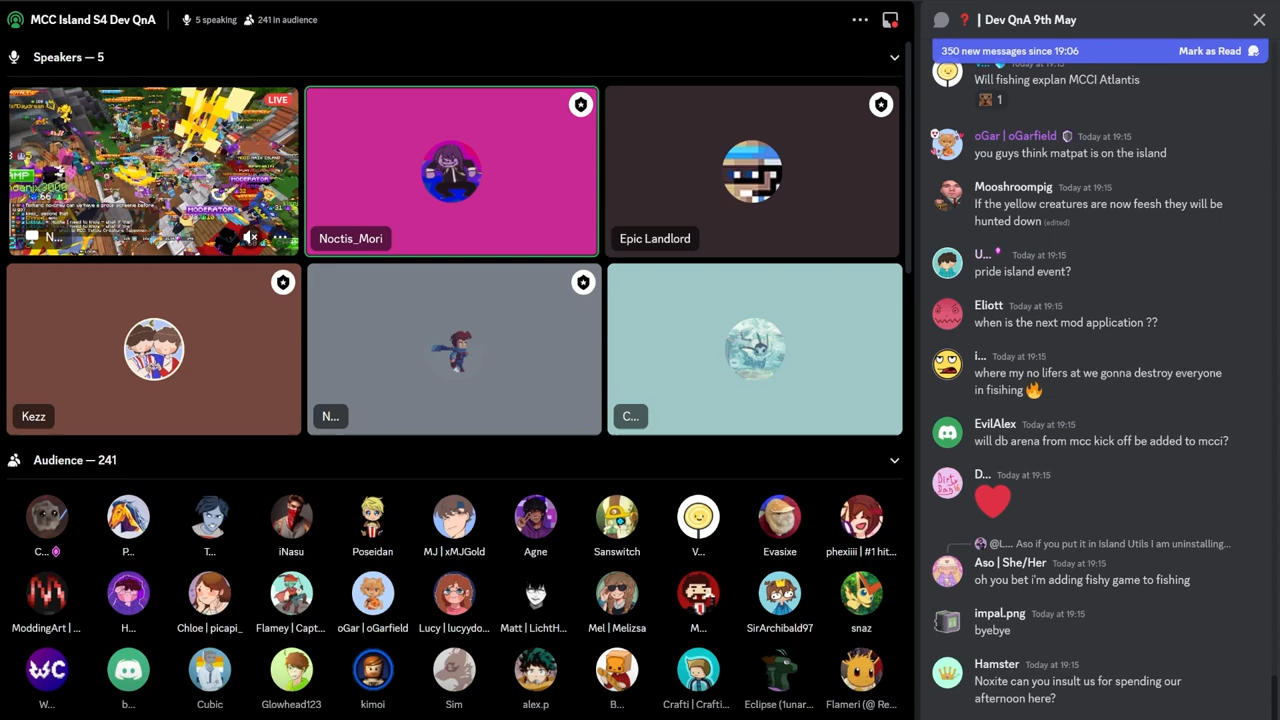 MCC Island S4 Dev QnA
5 speaking
241 in audience
Speakers — 5
LIVE
MODERATOR
MODERATOR
N...
Noctis_Mori
Epic Landlord
Kezz
N...
C...
Audience — 241
C...
P...
T...
iNasu
Poseidan
MJ | xMJGold
Agne
Sanswitch
V...
Evasixe
phexiiii | #1 hit...
ModdingArt | ...
H...
Chloe | picapi_
Flamey | Capt...
oGar | oGarfield
Lucy | lucyydo...
Matt | LichtH...
Mel | Melizsa
M...
SirArchibald97
snaz
W...
b...
Cubic
Glowhead123
kimoi
Sim
alex.p
B...
Crafti | Crafti...
Eclipse (1unar...
Flameri (@ Re...
| Dev QnA 9th May
350 new messages since 19:06
Mark as Read
V... Today at 19:15
Will fishing explan MCCI Atlantis
1
oGar | oGarfield Today at 19:15
you guys think matpat is on the island
Mooshroompig Today at 19:15
If the yellow creatures are now feesh they will be
hunted down (edited)
U... Today at 19:15
pride island event?
Eliott Today at 19:15
when is the next mod application ??
i... Today at 19:15
where my no lifers at we gonna destroy everyone
in fisihing
EvilAlex Today at 19:15
will db arena from mcc kick off be added to mcci?
D... Today at 19:15
@L... Aso if you put it in Island Utils I am uninstalling...
Aso | She/Her Today at 19:15
oh you bet i'm adding fishy game to fishing
impal.png Today at 19:15
byebye
Hamster Today at 19:15
Noxite can you insult us for spending our
afternoon here?